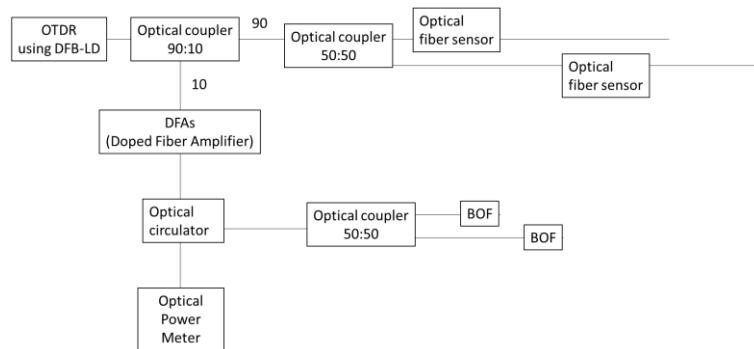 OTDR
using DFB-LD
Optical coupler
90:10
90
Optical coupler
50:50
Optical
fiber sensor
Optical
fiber sensor
10
DFAs
(Doped Fiber Amplifier)
Optical
circulator
Optical coupler
50:50
BOF
BOF
Optical
Power
Meter